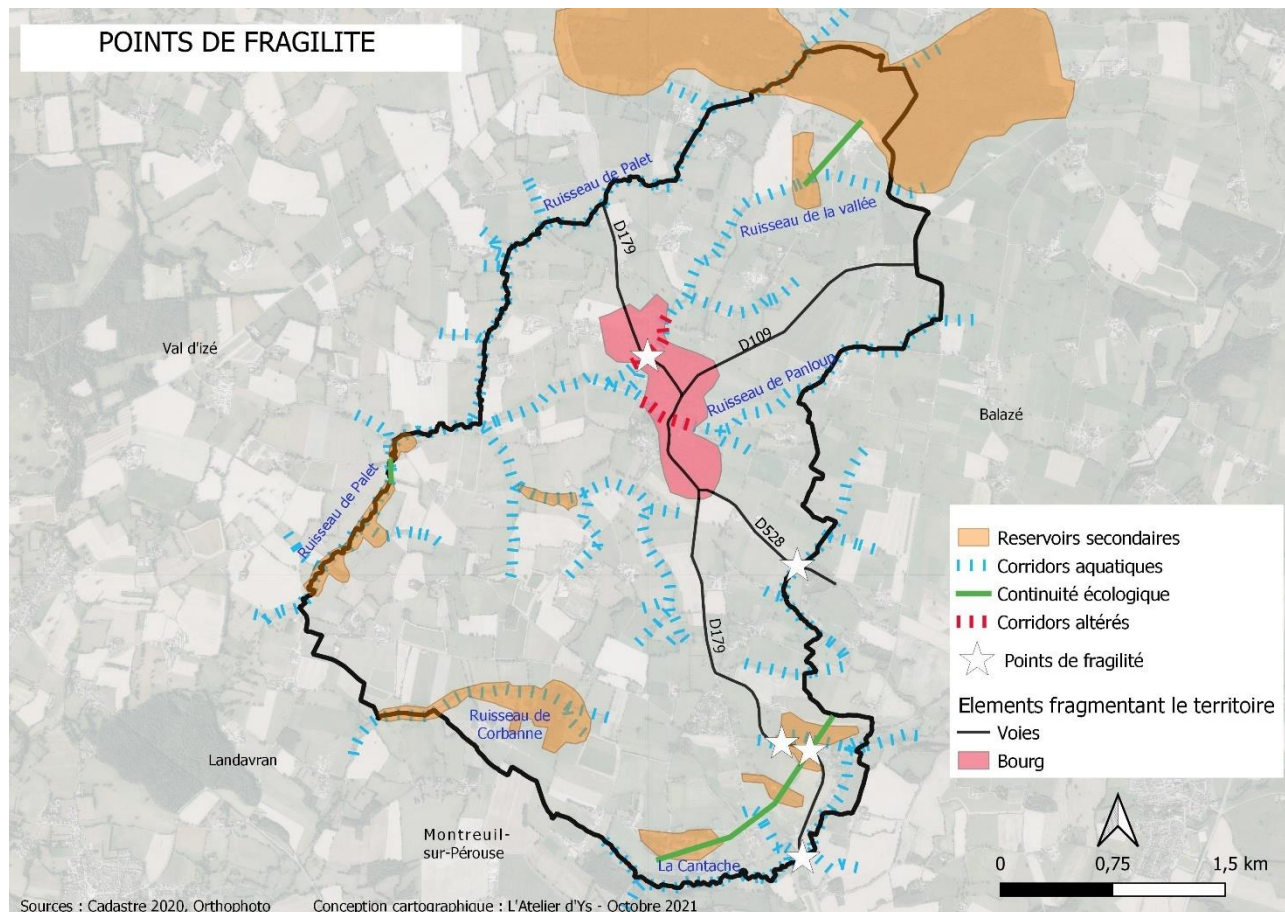 POINTS DE FRAGILITE
Ruisseau de Palet
Ruisseau de la vallée
D179
Val d'izé
D109
Ruisseau de Panloup
Balazé
Ruisseau de Palet
D528
Reservoirs secondaires
Corridors aquatiques
Continuité écologique
Corridors altérés
Points de fragilité
Elements fragmentant le territoire
Voies
Bourg
D179
Ruisseau de
Corbanne
Landavran
Montreuil-
sur-Pérouse
La Cantache
0 0,75 1,5 km
Sources : Cadastre 2020, Orthophoto Conception cartographique : L'Atelier d'Ys - Octobre 2021